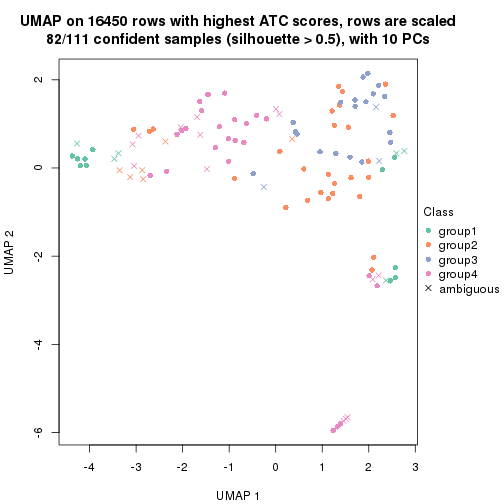 UMAP on 16450 rows with highest ATC scores, rows are scaled
82/111 confident samples (silhouette > 0.5), with 10 PCs
2
0
-2
-4
-6
UMAP 2
Class
group1
group2
group3
group4
ambiguous
-4 -3 -2 -1 0 1 2 3
UMAP 1